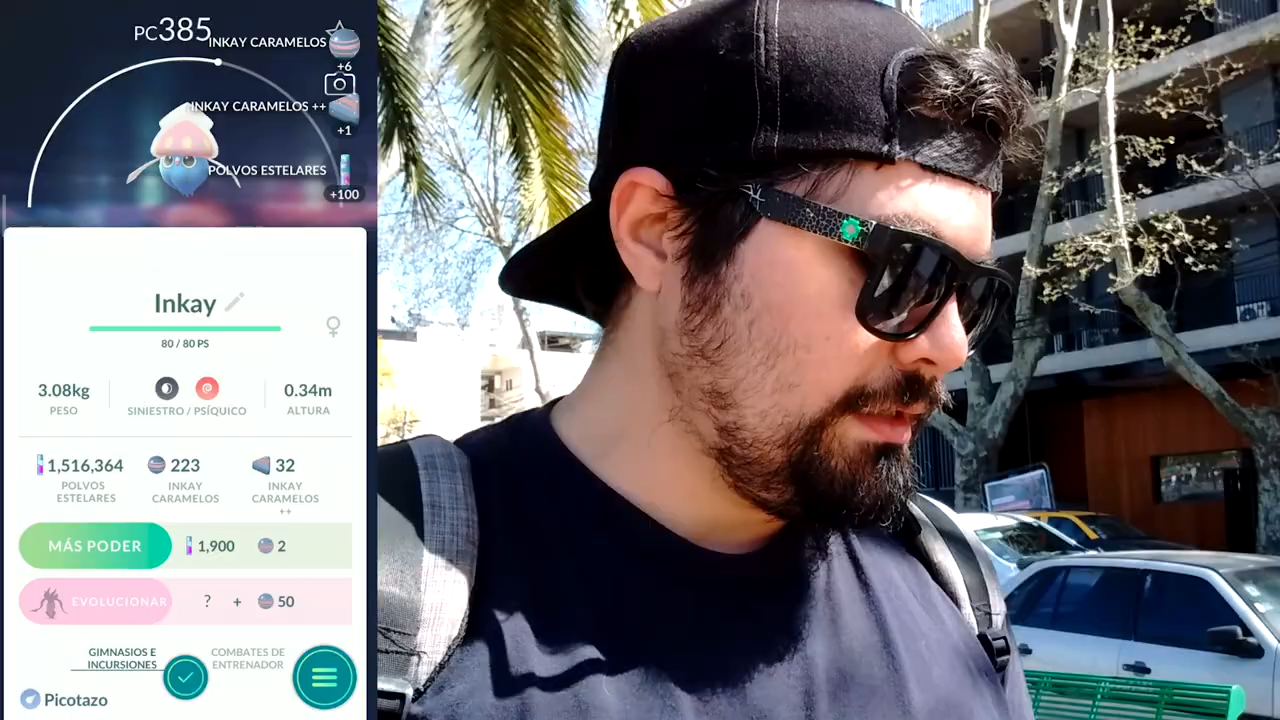 PC385
INKAY CARAMELOS
+6
INKAY CARAMELOS ++
+1
POLVOS ESTELARES
+100
Inkay
80 / 80 PS
3.08kg
PESO
SINIESTRO / PSÍQUICO
0.34m
ALTURA
1,516,364
POLVOS
ESTELARES
223
INKAY
CARAMELOS
32
INKAY
CARAMELOS
++
MÁS PODER
1,900
2
EVOLUCIONAR
? + 50
GIMNASIOS E
INCURSIONES
COMBATES DE
ENTRENADOR
Picotazo